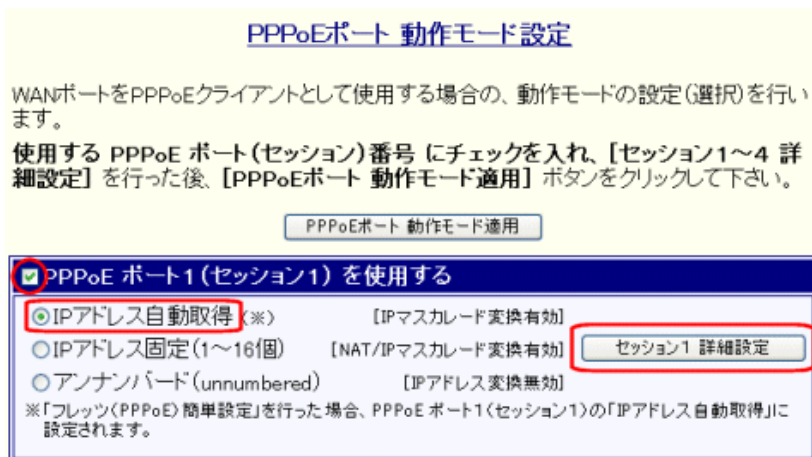 PPPoEポート 動作モード設定
WANポートをPPPoEクライアントとして使用する場合の、動作モードの設定(選択)を行い
ます。
使用する PPPoE ポート(セッション)番号 にチェックを入れ、[セッション1～4 詳
細設定] を行った後、[PPPoEポート 動作モード適用] ボタンをクリックして下さい。
PPPoEポート 動作モード適用
PPPoE ポート1(セッション1) を使用する
IPアドレス自動取得(※) [IPマスカレード変換有効]
IPアドレス固定(1～16個) [NAT/IPマスカレード変換有効] セッション1 詳細設定
アンナンバード(unnumbered) [IPアドレス変換無効]
※「フレッツ(PPPoE)簡単設定」を行った場合、PPPoE ポート1(セッション1)の「IPアドレス自動取得」に
設定されます。